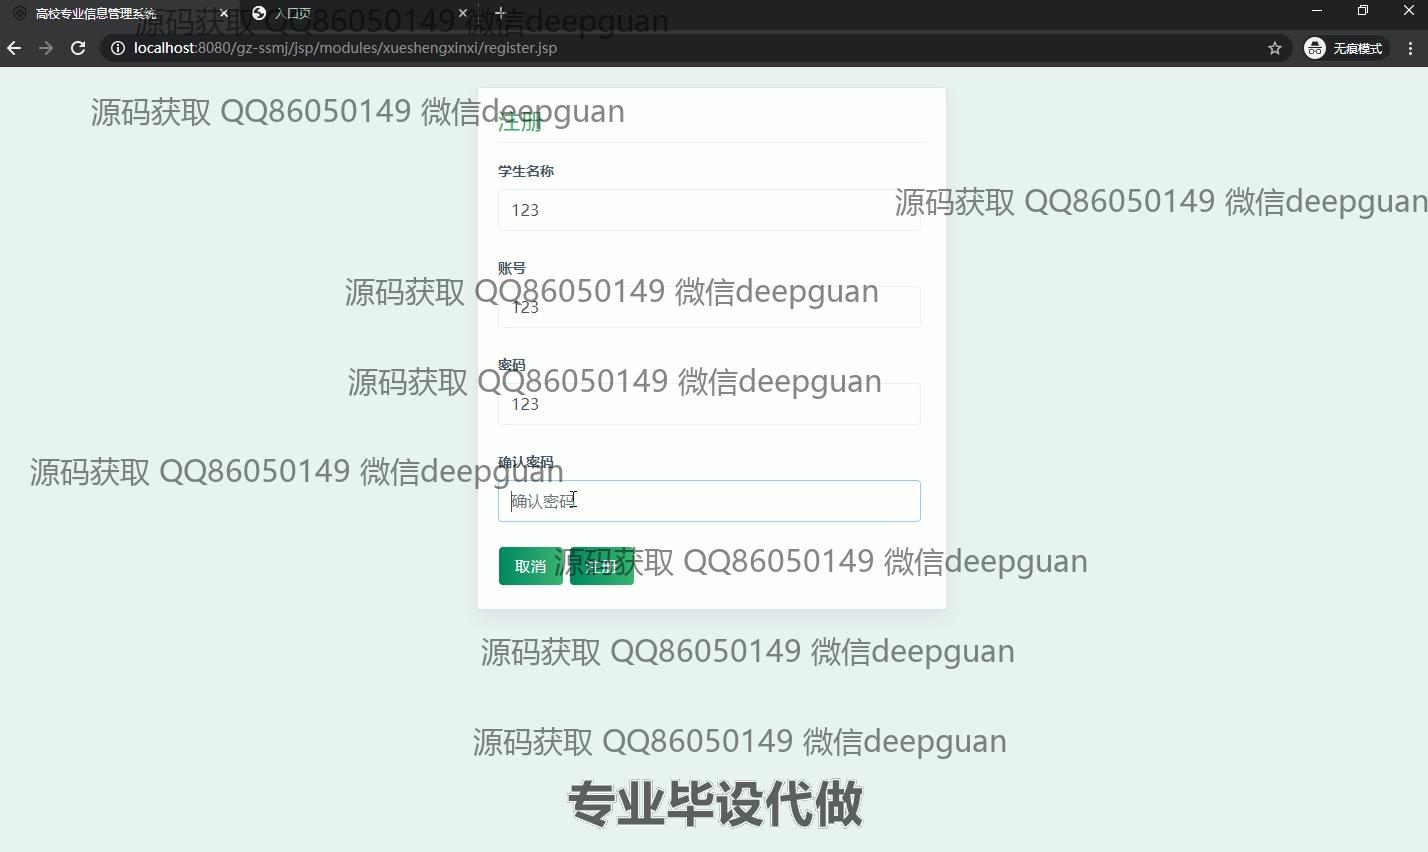 高校专业信息管理系统
入口页
源码获取 QQ86050149 微信deepguan
localhost:8080/gz-ssmj/jsp/modules/xueshengxinxi/register.jsp
无痕模式
源码获取 QQ86050149 微信deepguan
注册
学生名称
123
源码获取 QQ86050149 微信deepguan
账号
源码获取 QQ86050149 微信deepguan
123
密码
源码获取 QQ86050149 微信deepguan
123
确认密码
源码获取 QQ86050149 微信deepguan
确认密码
取消 注册
源码获取 QQ86050149 微信deepguan
源码获取 QQ86050149 微信deepguan
源码获取 QQ86050149 微信deepguan
专业毕设代做